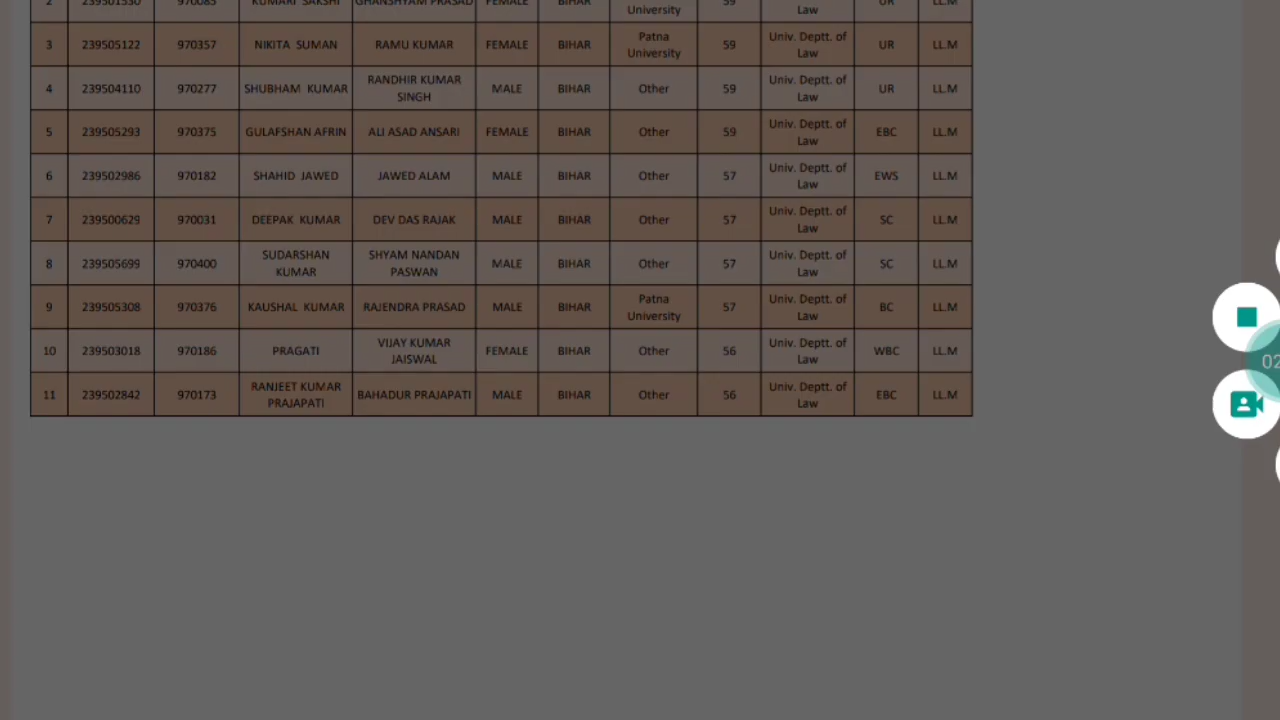 2 239501530 970085 KUMARI SAKSHI GHANSHYAM PRASAD FEMALE BIHAR University 59 Law UR LL.M
3 239505122 970357 NIKITA SUMAN RAMU KUMAR FEMALE BIHAR Patna University 59 Univ. Deptt. of Law UR LL.M
4 239504110 970277 SHUBHAM KUMAR RANDHIR KUMAR SINGH MALE BIHAR Other 59 Univ. Deptt. of Law UR LL.M
5 239505293 970375 GULAFSHAN AFRIN ALI ASAD ANSARI FEMALE BIHAR Other 59 Univ. Deptt. of Law EBC LL.M
6 239502986 970182 SHAHID JAWED JAWED ALAM MALE BIHAR Other 57 Univ. Deptt. of Law EWS LL.M
7 239500629 970031 DEEPAK KUMAR DEV DAS RAJAK MALE BIHAR Other 57 Univ. Deptt. of Law SC LL.M
8 239505699 970400 SUDARSHAN KUMAR SHYAM NANDAN PASWAN MALE BIHAR Other 57 Univ. Deptt. of Law SC LL.M
9 239505308 970376 KAUSHAL KUMAR RAJENDRA PRASAD MALE BIHAR Patna University 57 Univ. Deptt. of Law BC LL.M
10 239503018 970186 PRAGATI VIJAY KUMAR JAISWAL FEMALE BIHAR Other 56 Univ. Deptt. of Law WBC LL.M
11 239502842 970173 RANJEET KUMAR PRAJAPATI BAHADUR PRAJAPATI MALE BIHAR Other 56 Univ. Deptt. of Law EBC LL.M
02